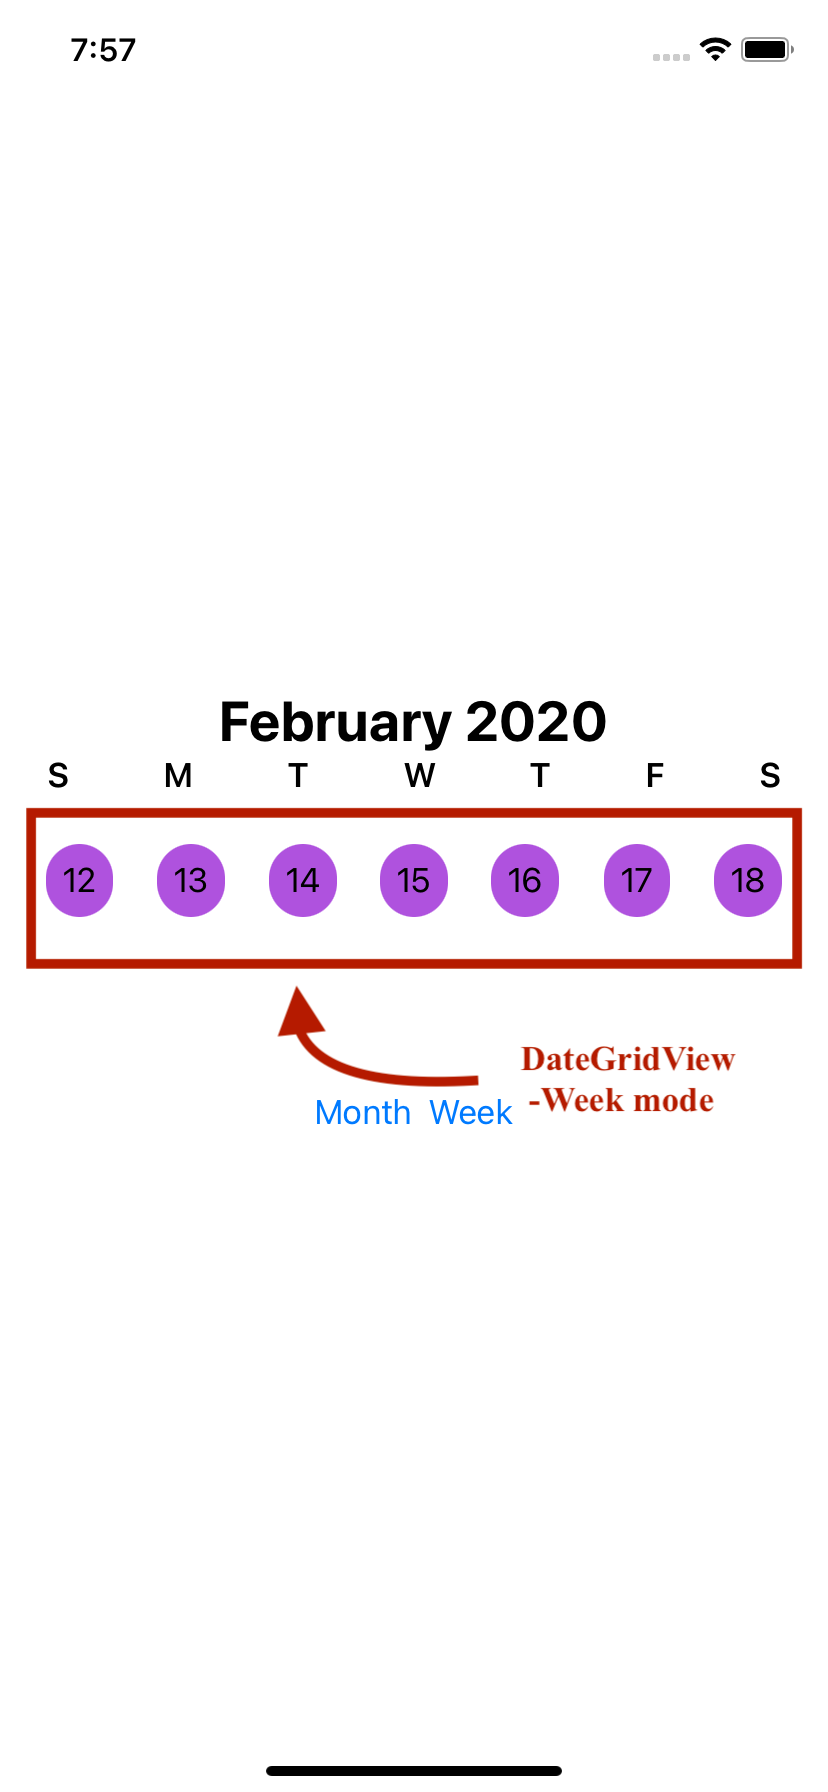 7:57
February 2020
S M T W T F S
12 13 14 15 16 17 18
DateGridView
-Week mode
Month Week